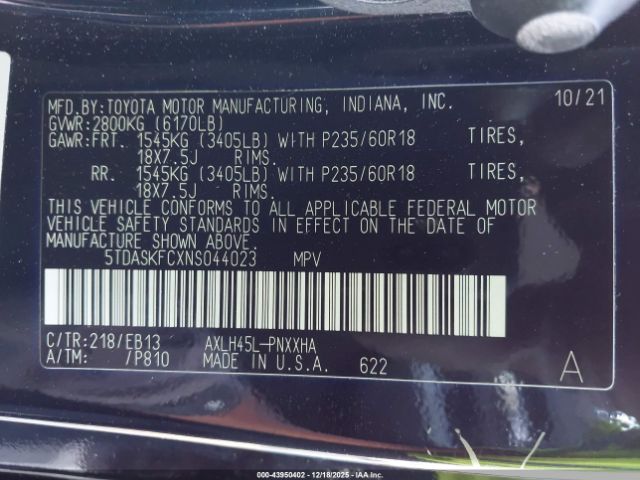 MFD.BY:TOYOTA MOTOR MANUFACTURING, INDIANA, INC. 10/21
GVWR:2800KG (6170LB)
GAWR:FRT. 1545KG (3405LB) WITH P235/60R18 TIRES,
18X7.5J RIMS.
RR. 1545KG (3405LB) WITH P235/60R18 TIRES,
18X7.5J RIMS.
THIS VEHICLE CONFORMS TO ALL APPLICABLE FEDERAL MOTOR
VEHICLE SAFETY STANDARDS IN EFFECT ON THE DATE OF
MANUFACTURE SHOWN ABOVE.
5TDASKFCXNS044023 MPV
C/TR:218/EB13 AXLH45L-PNXXHA
A/TM: /P810 MADE IN U.S.A. 622 A
000-43950402 - 12/18/2025 - IAAI.COM